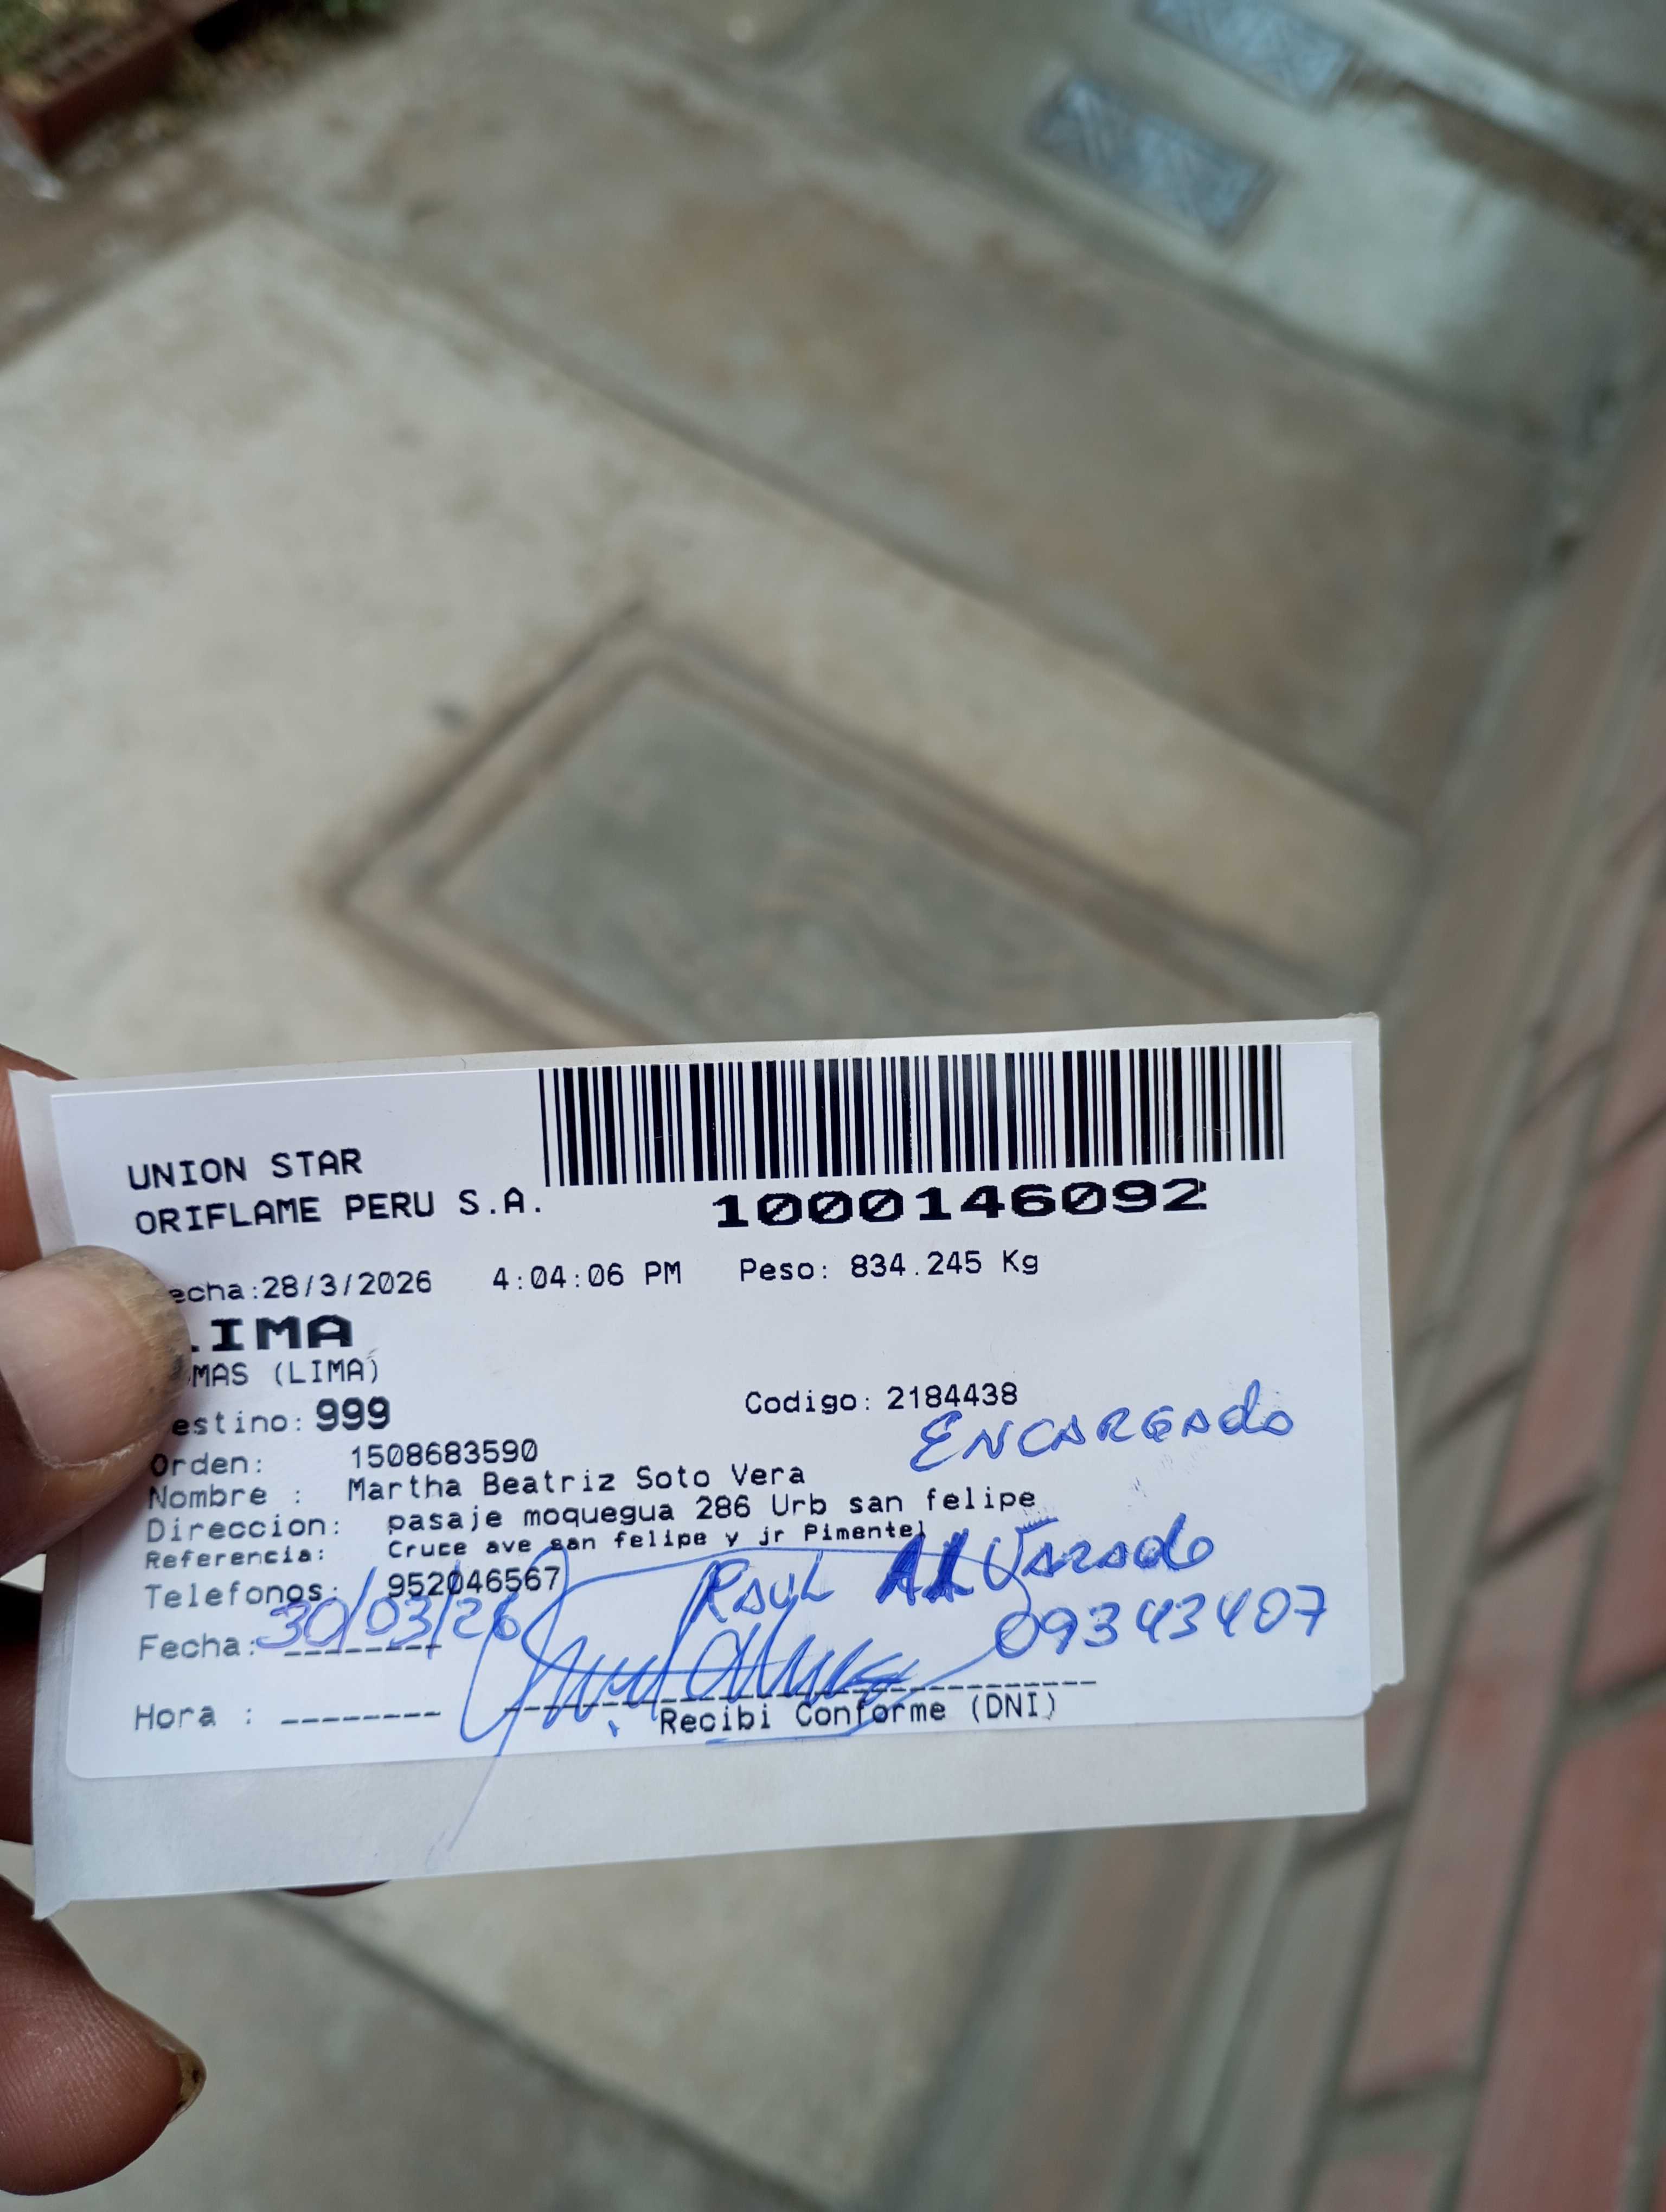 UNION STAR
ORIFLAME PERU S.A.
1000146092
echa:28/3/2026 4:04:06 PM Peso: 834.245 Kg
IMA
MAS (LIMA)
estino: 999 Codigo: 2184438
ENCARGADO
Orden: 1508683590
Nombre : Martha Beatriz Soto Vera
Direccion: pasaje moquegua 286 Urb san felipe
Referencia: Cruce ave san felipe y jr Pimentel
Telefonos: 952046567
RAUL ALVARADO
Fecha: 30/03/26
09343407
Hora : --------
Recibi Conforme (DNI)